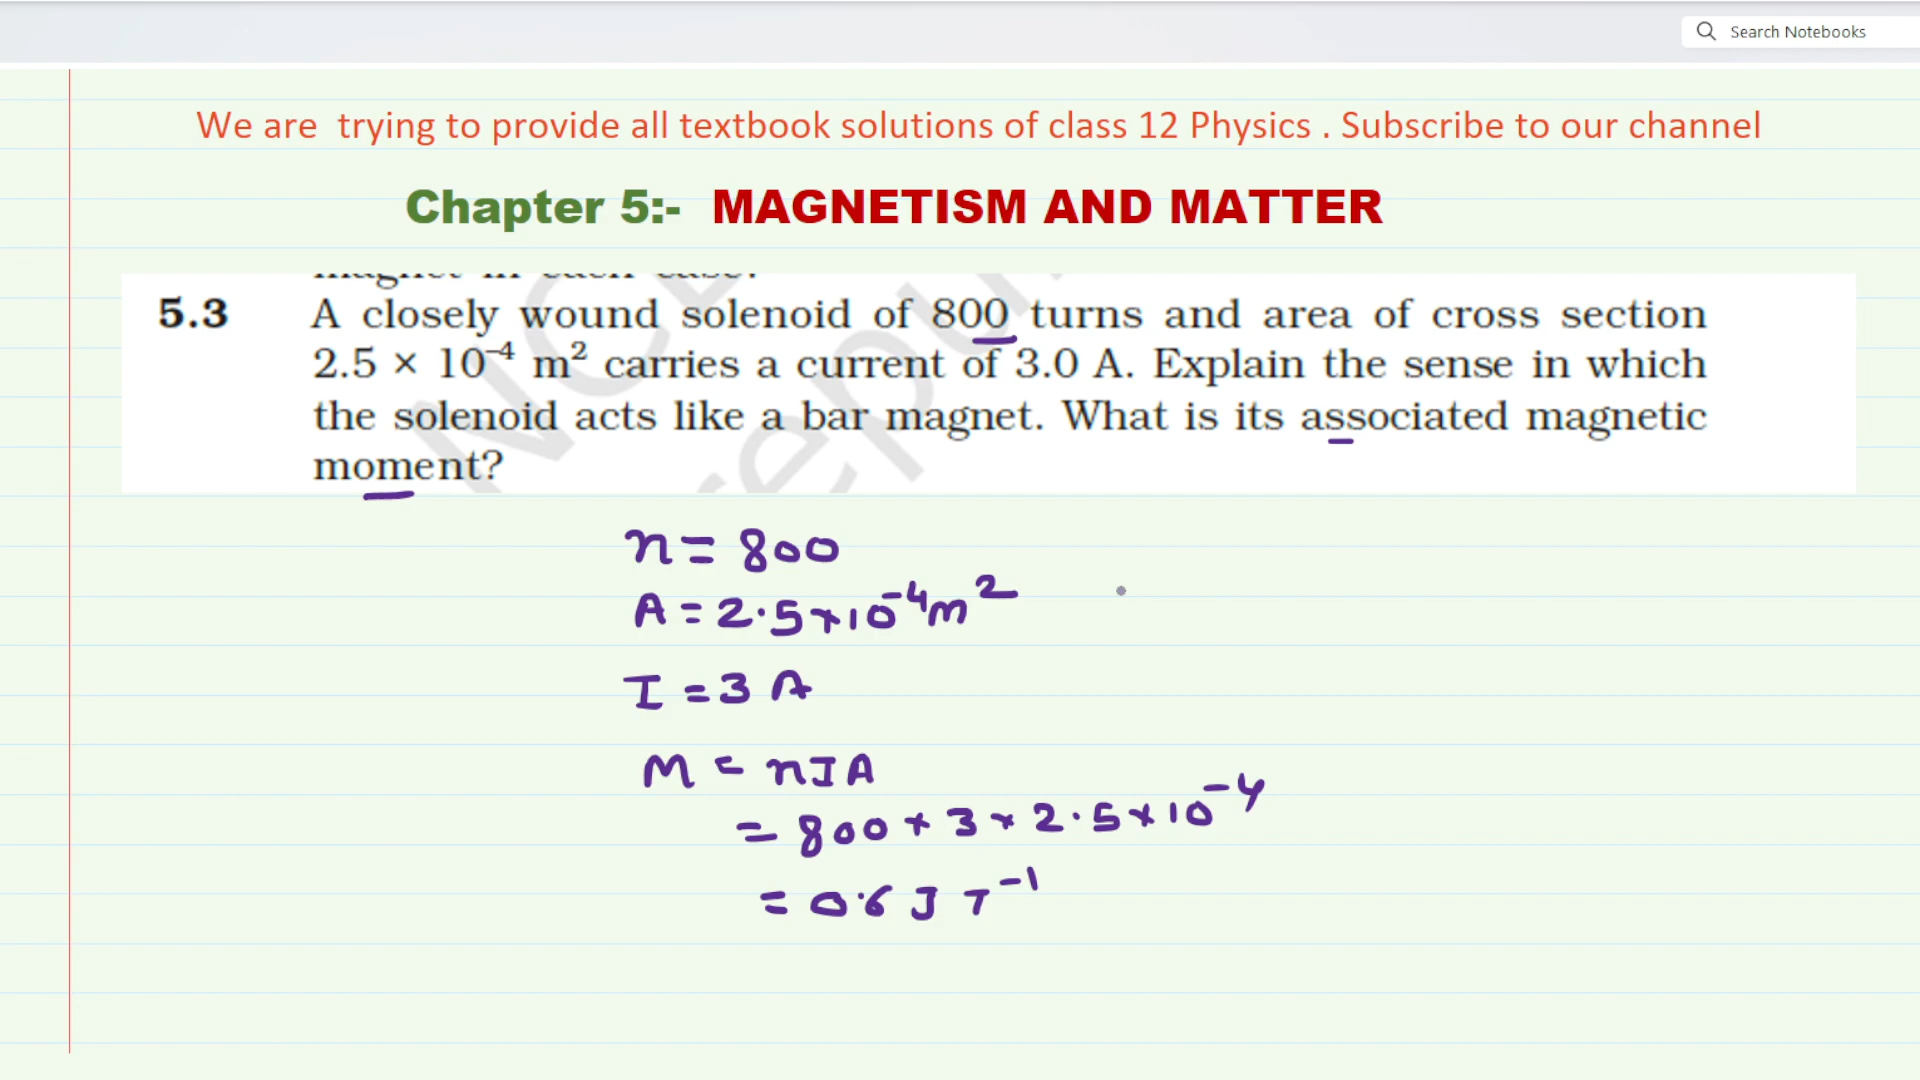 Search Notebooks
We are trying to provide all textbook solutions of class 12 Physics . Subscribe to our channel
Chapter 5:- MAGNETISM AND MATTER
magnet in each case.
5.3 A closely wound solenoid of 800 turns and area of cross section
2.5 × 10⁻⁴ m² carries a current of 3.0 A. Explain the sense in which
the solenoid acts like a bar magnet. What is its associated magnetic
moment?
n = 800
A = 2.5×10⁻⁴m²
I = 3 A
M = nIA
= 800 × 3 × 2.5 × 10⁻⁴
= 0.6 J T⁻¹